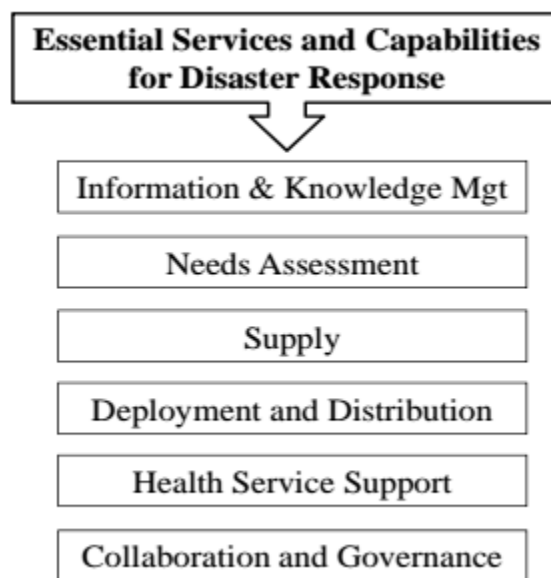 Essential Services and Capabilities
for Disaster Response
Information & Knowledge Mgt
Needs Assessment
Supply
Deployment and Distribution
Health Service Support
Collaboration and Governance